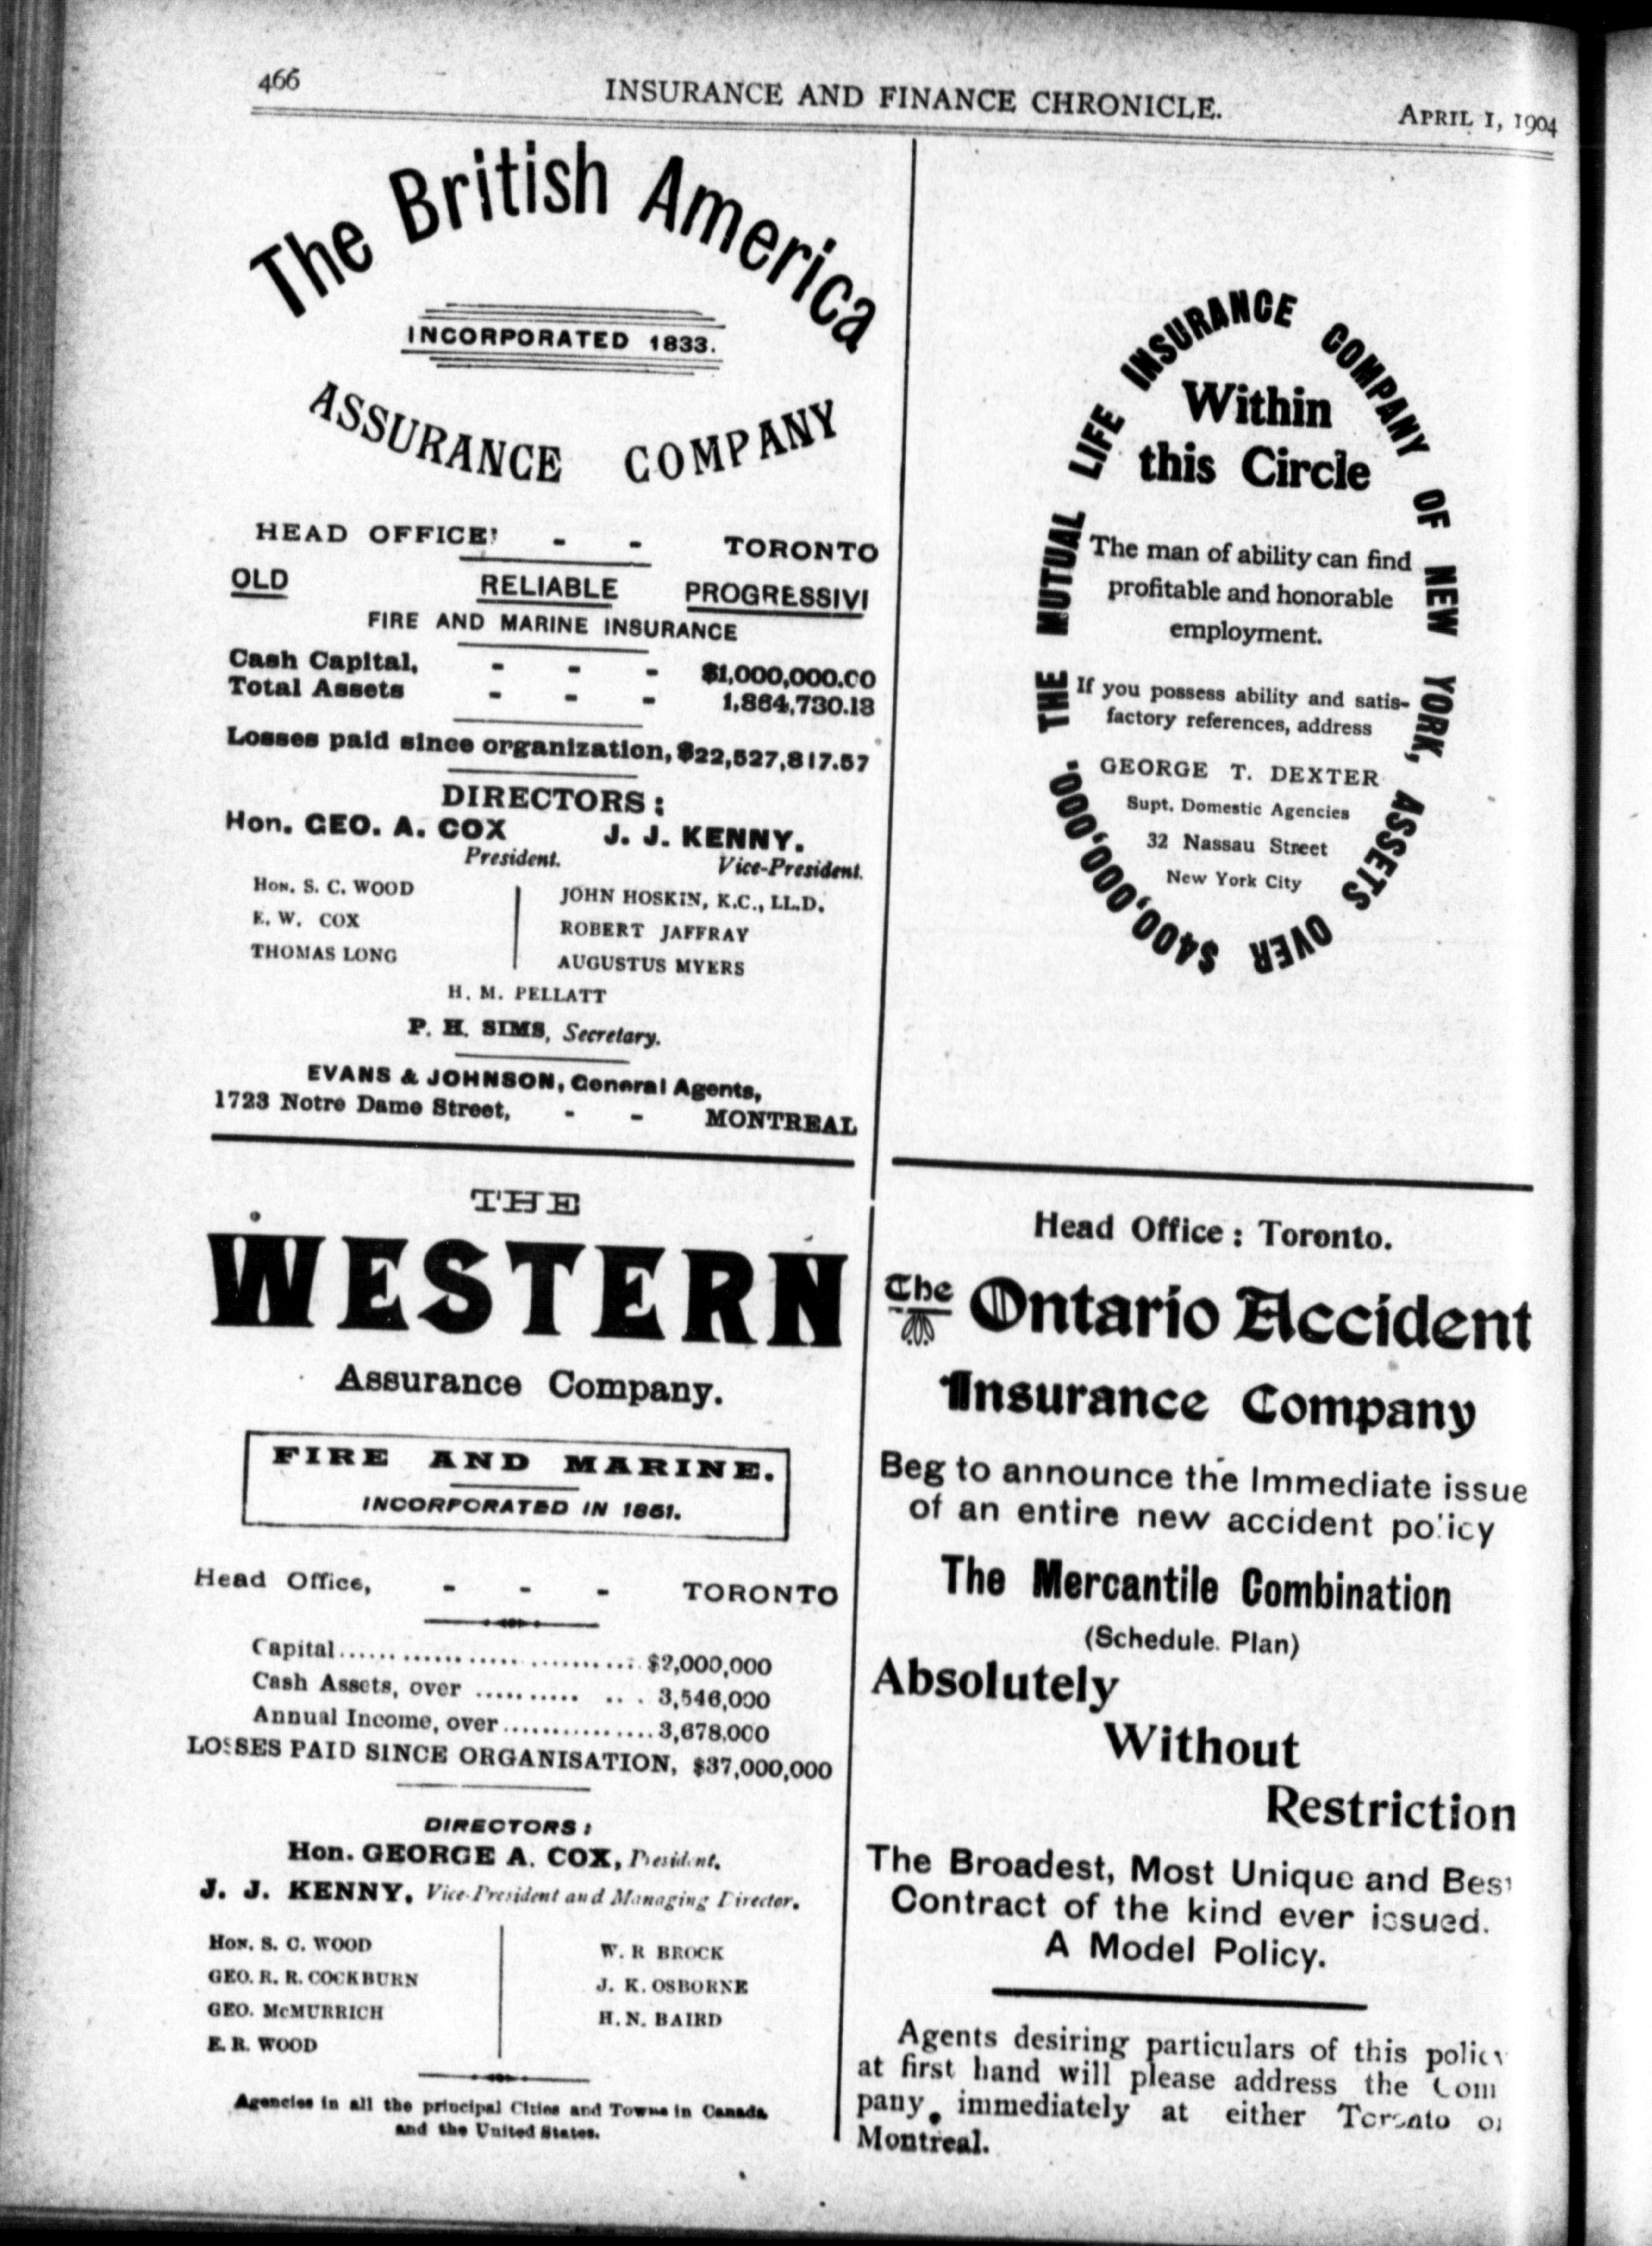 466
INSURANCE AND FINANCE CHRONICLE.
APRIL 1, 1904
The British America
INCORPORATED 1833.
ASSURANCE COMPANY
HEAD OFFICE: - - TORONTO
OLD RELIABLE PROGRESSIVI
FIRE AND MARINE INSURANCE
Cash Capital, - - - $1,000,000.00
Total Assets - - - 1,864,730.13
Losses paid since organization, $22,527,817.57
DIRECTORS:
Hon. GEO. A. COX J. J. KENNY.
President. Vice-President.
HON. S. C. WOOD JOHN HOSKIN, K.C., LL.D.
E. W. COX ROBERT JAFFRAY
THOMAS LONG AUGUSTUS MYERS
H. M. PELLATT
P. H. SIMS, Secretary.
EVANS & JOHNSON, General Agents,
1723 Notre Dame Street, - - MONTREAL
THE
WESTERN
Assurance Company.
FIRE AND MARINE.
INCORPORATED IN 1851.
Head Office, - - - TORONTO
Capital.................................. $2,000,000
Cash Assets, over .......... .. . 3,546,000
Annual Income, over................3,678,000
LOSSES PAID SINCE ORGANISATION, $37,000,000
DIRECTORS:
Hon. GEORGE A. COX, President.
J. J. KENNY, Vice-President and Managing Director.
HON. S. C. WOOD W. R BROCK
GEO. R. R. COCKBURN J. K. OSBORNE
GEO. McMURRICH H. N. BAIRD
E. R. WOOD
Agencies in all the principal Cities and Towns in Canada
and the United States.
THE MUTUAL LIFE INSURANCE COMPANY OF NEW YORK, ASSETS OVER $400,000,000.
Within
this Circle
The man of ability can find
profitable and honorable
employment.
If you possess ability and satis-
factory references, address
GEORGE T. DEXTER
Supt. Domestic Agencies
32 Nassau Street
New York City
Head Office: Toronto.
The Ontario Accident
Insurance Company
Beg to announce the Immediate issue
of an entire new accident policy
The Mercantile Combination
(Schedule. Plan)
Absolutely
Without
Restriction
The Broadest, Most Unique and Best
Contract of the kind ever issued.
A Model Policy.
Agents desiring particulars of this policy
at first hand will please address the Com
pany, immediately at either Toronto or
Montreal.